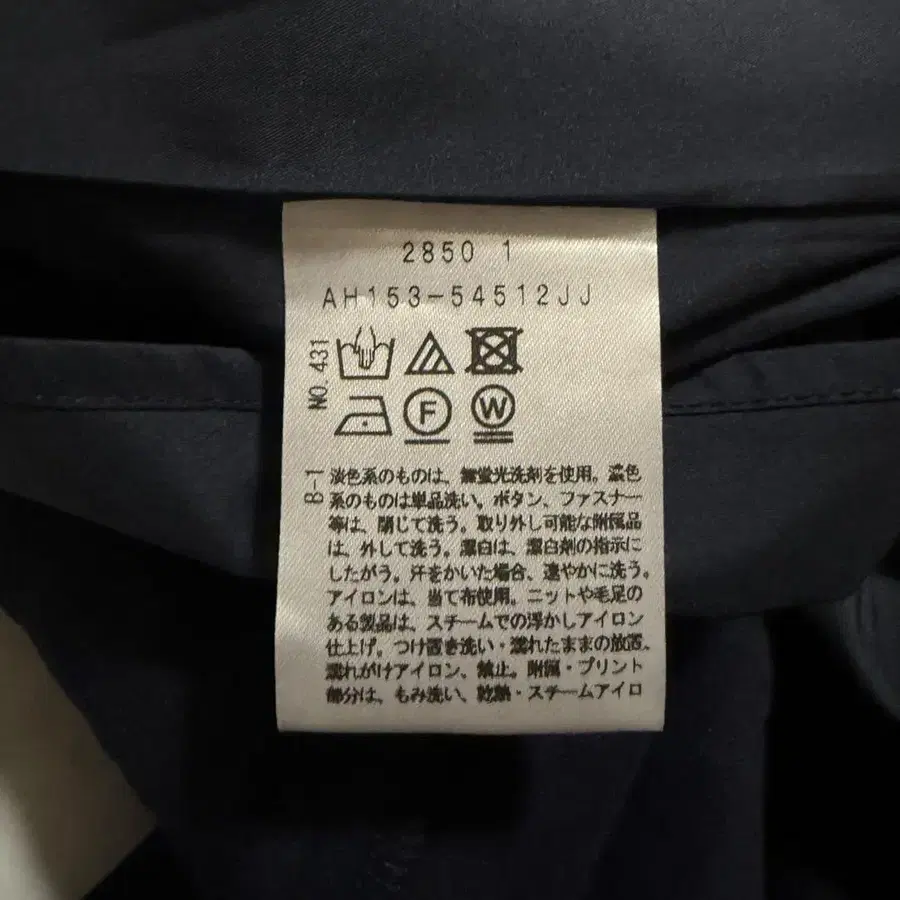 2850 1
AH153-54512JJ
NO. 431
F
W
B-1
淡色系のものは、無蛍光洗剤を使用。濃色
系のものは単品洗い。ボタン、ファスナー
等は、閉じて洗う。取り外し可能な附属品
は、外して洗う。漂白は、漂白剤の指示に
したがう。汗をかいた場合、速やかに洗う。
アイロンは、当て布使用。ニットや毛足の
ある製品は、スチームでの浮かしアイロン
仕上げ。つけ置き洗い・濡れたままの放置、
濡れがけアイロン、禁止。附属・プリント
部分は、もみ洗い、乾熱・スチームアイロ